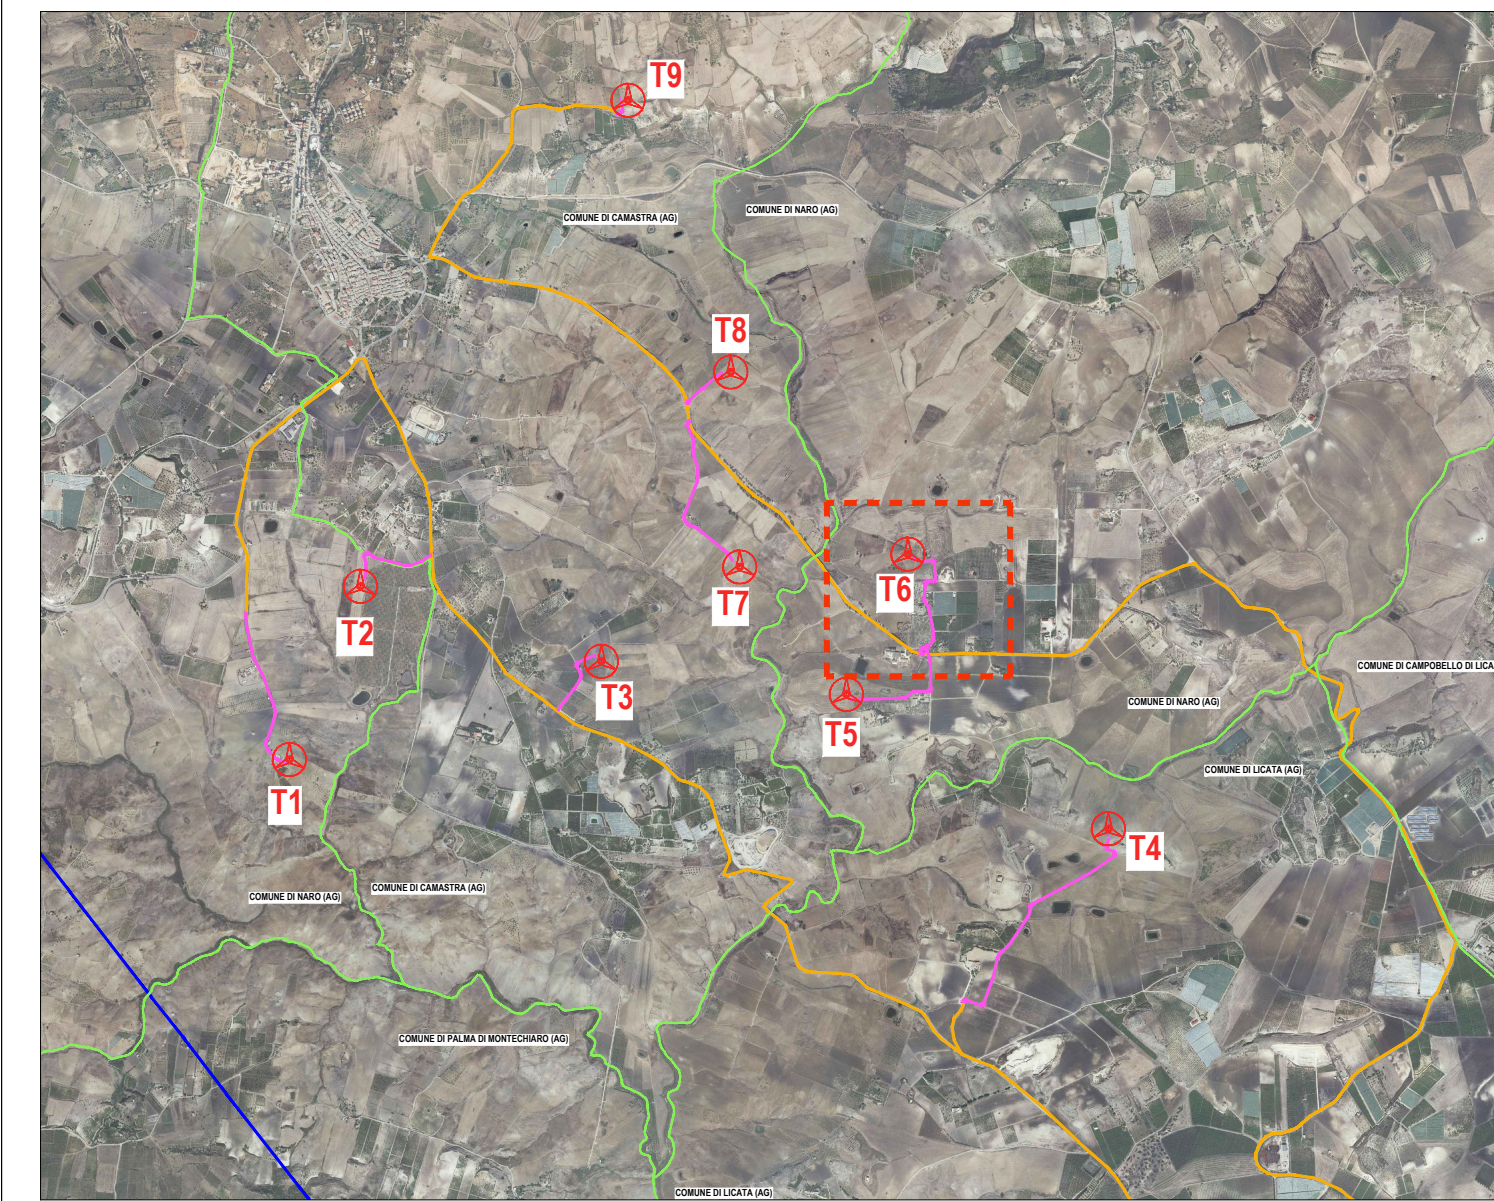 T9
COMUNE DI CAMASTRA (AG)
COMUNE DI NARO (AG)
T8
T6
T7
T2
T3
COMUNE DI CAMPOBELLO DI LICA
COMUNE DI NARO (AG)
T5
COMUNE DI LICATA (AG)
T1
T4
COMUNE DI CAMASTRA (AG)
COMUNE DI NARO (AG)
COMUNE DI PALMA DI MONTECHIARO (AG)
COMUNE DI LICATA (AG)